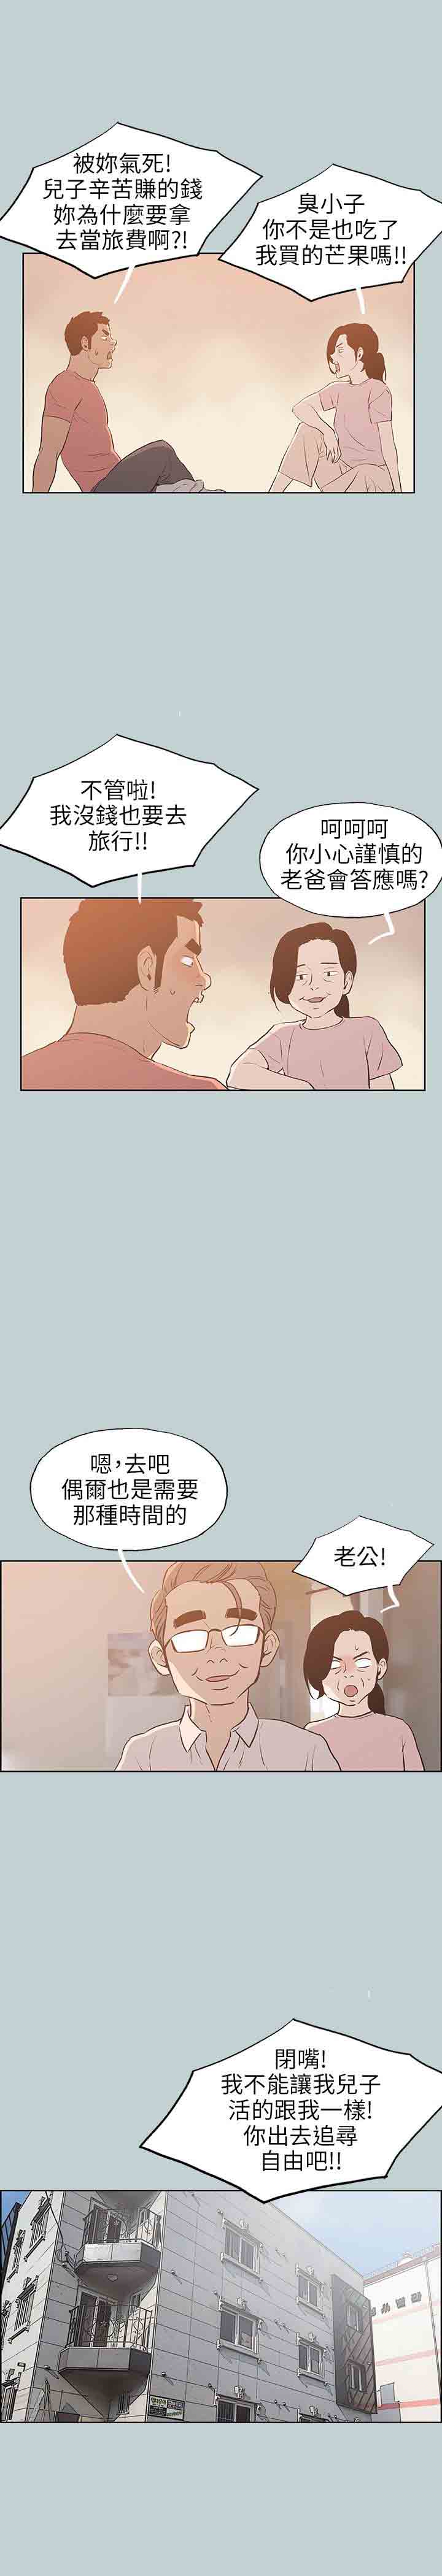 被妳氣死!
兒子辛苦賺的錢
妳為什麼要拿
去當旅費啊?!
臭小子
你不是也吃了
我買的芒果嗎!!
不管啦!
我沒錢也要去
旅行!!
呵呵呵
你小心謹慎的
老爸會答應嗎?
嗯,去吧
偶爾也是需要
那種時間的
老公!
閉嘴!
我不能讓我兒子
活的跟我一樣!
你出去追尋
自由吧!!